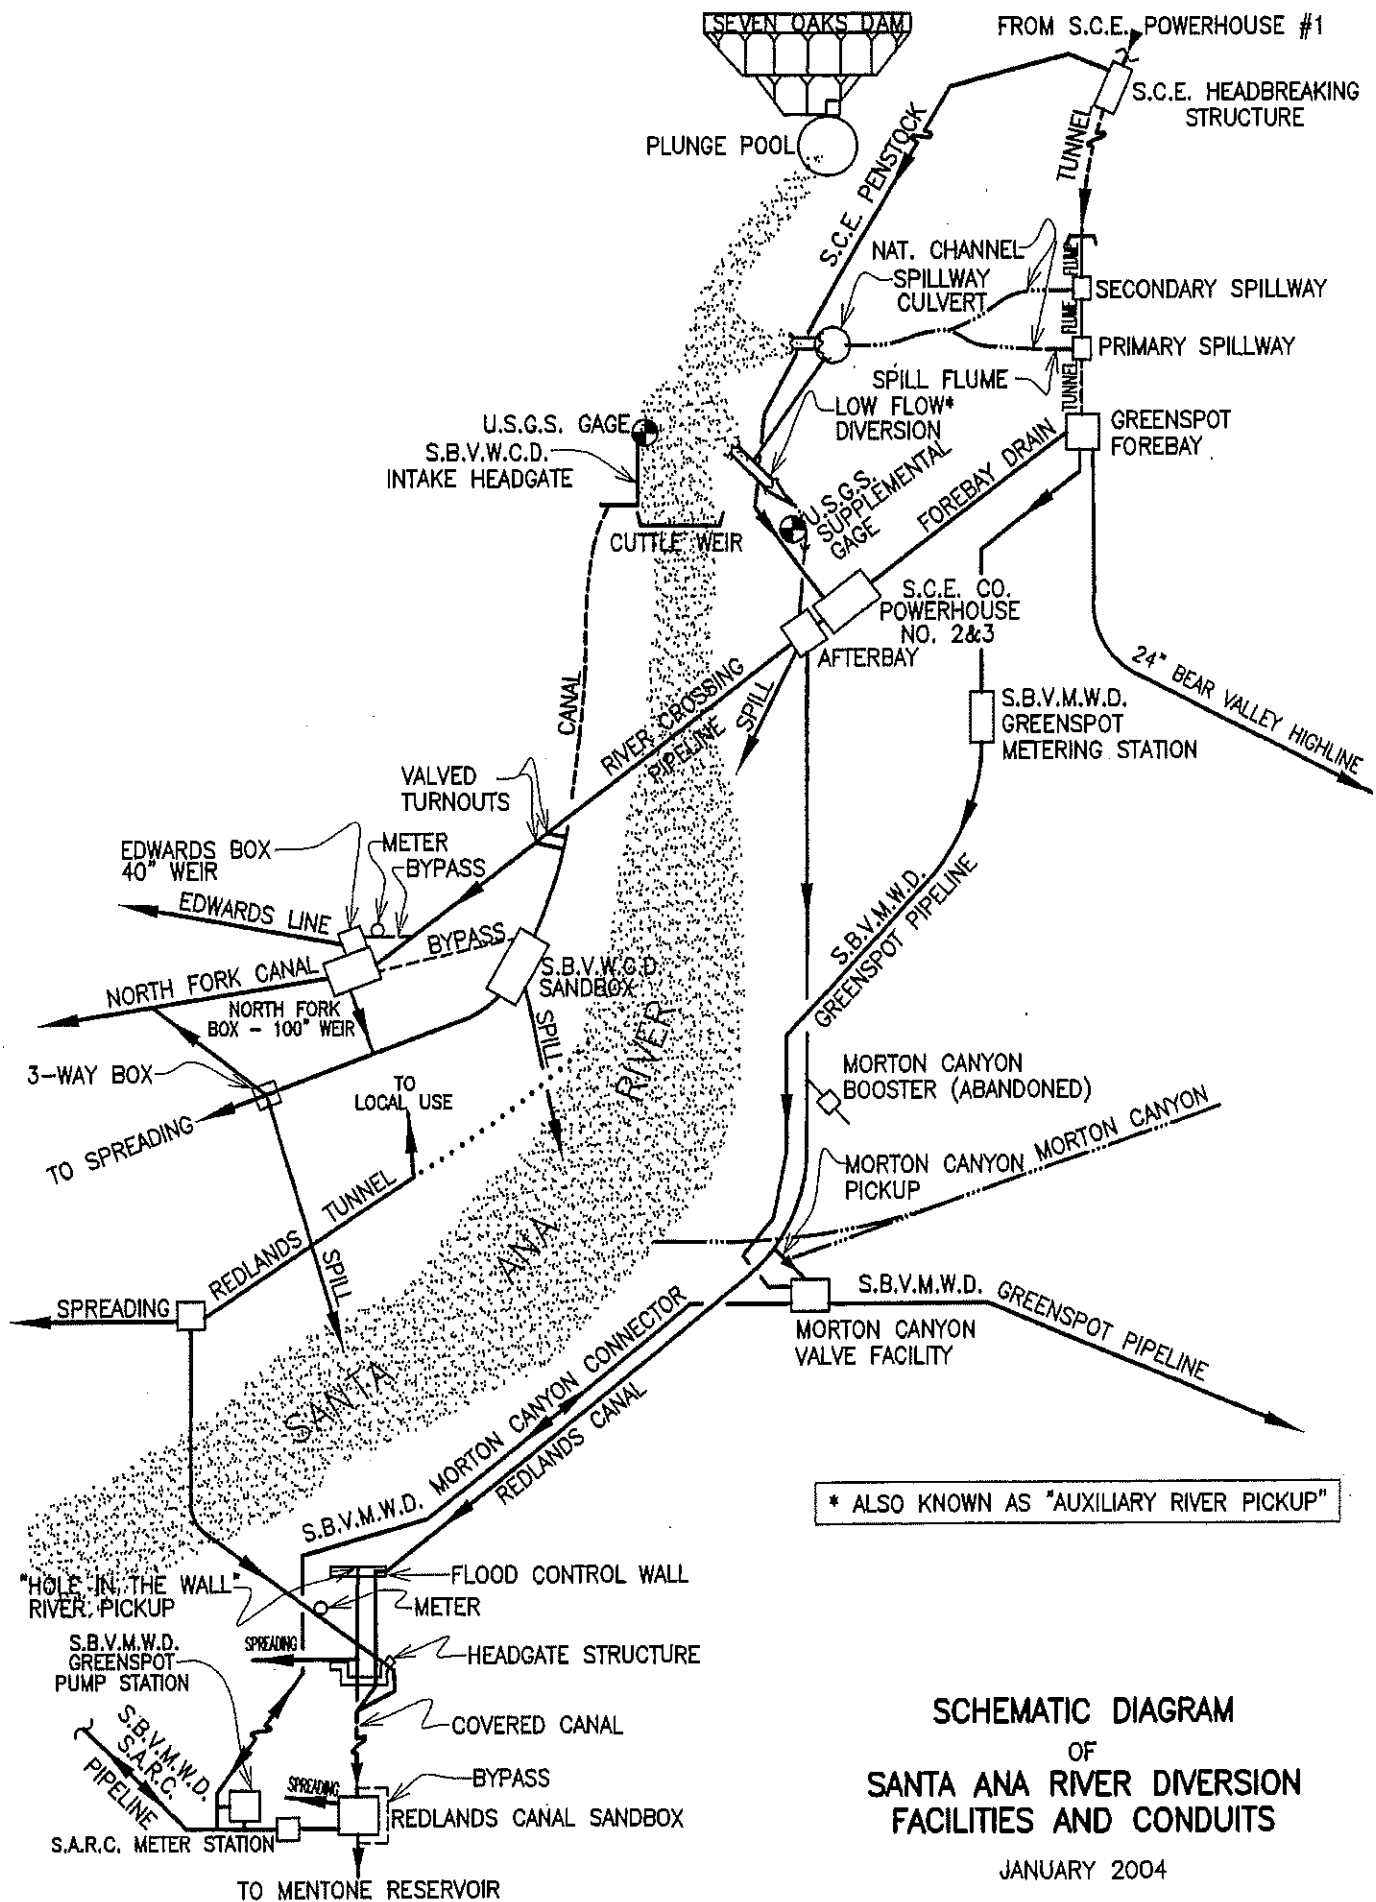 SEVEN OAKS DAM
FROM S.C.E. POWERHOUSE #1
S.C.E. HEADBREAKING
STRUCTURE
PLUNGE POOL
TUNNEL
S.C.E. PENSTOCK
NAT. CHANNEL
SPILLWAY
CULVERT
FLUME
SECONDARY SPILLWAY
FLUME
PRIMARY SPILLWAY
SPILL FLUME
TUNNEL
LOW FLOW*
DIVERSION
GREENSPOT
FOREBAY
U.S.G.S. GAGE
S.B.V.W.C.D.
INTAKE HEADGATE
U.S.G.S.
SUPPLEMENTAL
GAGE
FOREBAY DRAIN
CUTTLE WEIR
S.C.E. CO.
POWERHOUSE
NO. 2&3
AFTERBAY
24" BEAR VALLEY HIGHLINE
CANAL
RIVER CROSSING
PIPELINE
SPILL
S.B.V.M.W.D.
GREENSPOT
METERING STATION
VALVED
TURNOUTS
EDWARDS BOX
40" WEIR
METER
BYPASS
EDWARDS LINE
BYPASS
S.B.V.M.W.D.
GREENSPOT PIPELINE
NORTH FORK CANAL
S.B.V.W.C.D
SANDBOX
NORTH FORK
BOX - 100" WEIR
SPILL
SANTA ANA RIVER
3-WAY BOX
TO
LOCAL USE
MORTON CANYON
BOOSTER (ABANDONED)
TO SPREADING
MORTON CANYON
MORTON CANYON
PICKUP
REDLANDS TUNNEL
SPILL
SPREADING
S.B.V.M.W.D. GREENSPOT PIPELINE
MORTON CANYON
VALVE FACILITY
S.B.V.M.W.D. MORTON CANYON CONNECTOR
REDLANDS CANAL
* ALSO KNOWN AS "AUXILIARY RIVER PICKUP"
"HOLE IN THE WALL"
RIVER PICKUP
FLOOD CONTROL WALL
METER
S.B.V.M.W.D.
GREENSPOT
PUMP STATION
SPREADING
HEADGATE STRUCTURE
COVERED CANAL
S.B.V.M.W.D.
S.A.R.C.
PIPELINE
SPREADING
BYPASS
REDLANDS CANAL SANDBOX
S.A.R.C. METER STATION
TO MENTONE RESERVOIR
SCHEMATIC DIAGRAM
OF
SANTA ANA RIVER DIVERSION
FACILITIES AND CONDUITS
JANUARY 2004